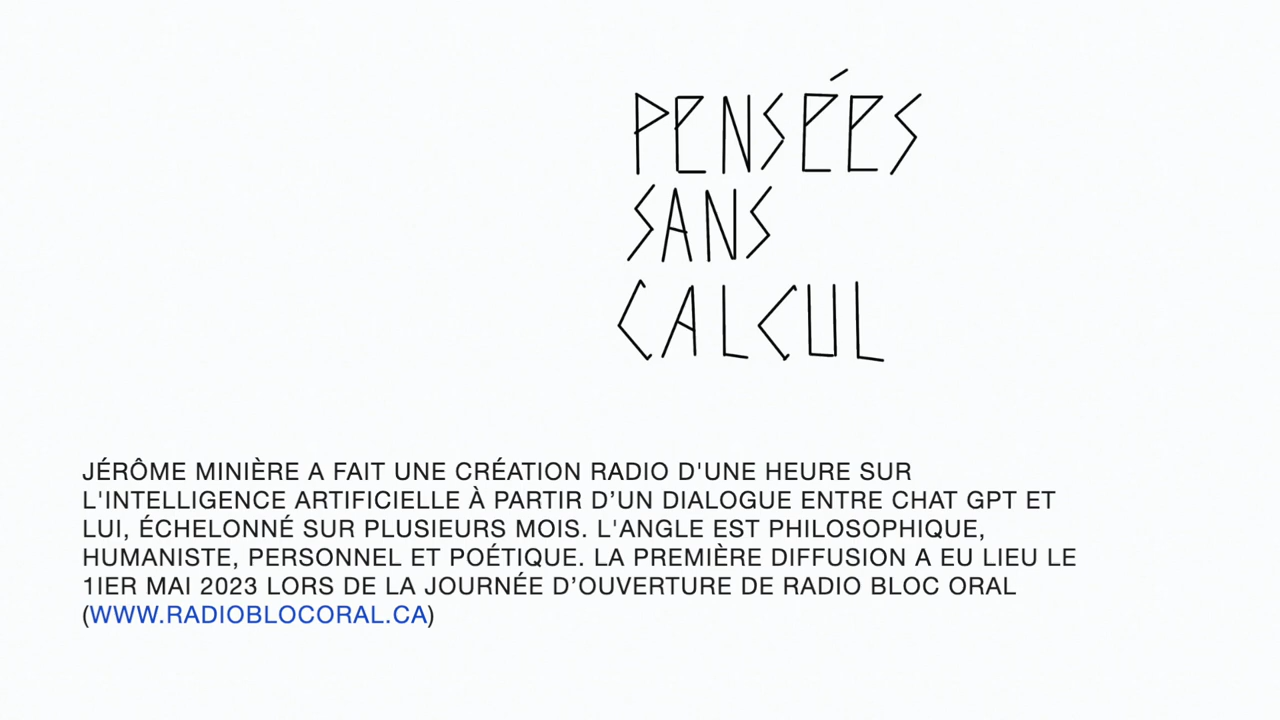 PENSÉES
SANS
CALCUL
JÉRÔME MINIÈRE A FAIT UNE CRÉATION RADIO D'UNE HEURE SUR
L'INTELLIGENCE ARTIFICIELLE À PARTIR D’UN DIALOGUE ENTRE CHAT GPT ET
LUI, ÉCHELONNÉ SUR PLUSIEURS MOIS. L'ANGLE EST PHILOSOPHIQUE,
HUMANISTE, PERSONNEL ET POÉTIQUE. LA PREMIÈRE DIFFUSION A EU LIEU LE
1IER MAI 2023 LORS DE LA JOURNÉE D’OUVERTURE DE RADIO BLOC ORAL
(WWW.RADIOBLOCORAL.CA)